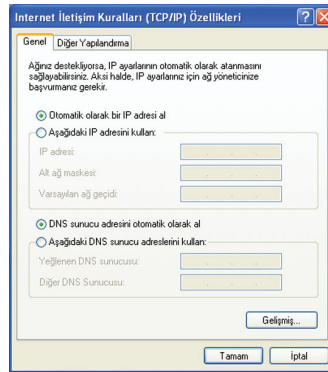 Internet İletişim Kuralları (TCP/IP) Özellikleri
Genel
Diğer Yapılandırma
Ağınız destekliyorsa, IP ayarlarının otomatik olarak atanmasını
sağlayabilirsiniz. Aksi halde, IP ayarlarınız için ağ yöneticinize
başvurmanız gerekir.
Otomatik olarak bir IP adresi al
Aşağıdaki IP adresini kullan:
IP adresi:
Alt ağ maskesi:
Varsayılan ağ geçidi:
DNS sunucu adresini otomatik olarak al
Aşağıdaki DNS sunucu adreslerini kullan:
Yeğlenen DNS sunucusu:
Diğer DNS Sunucusu:
Gelişmiş...
Tamam
İptal